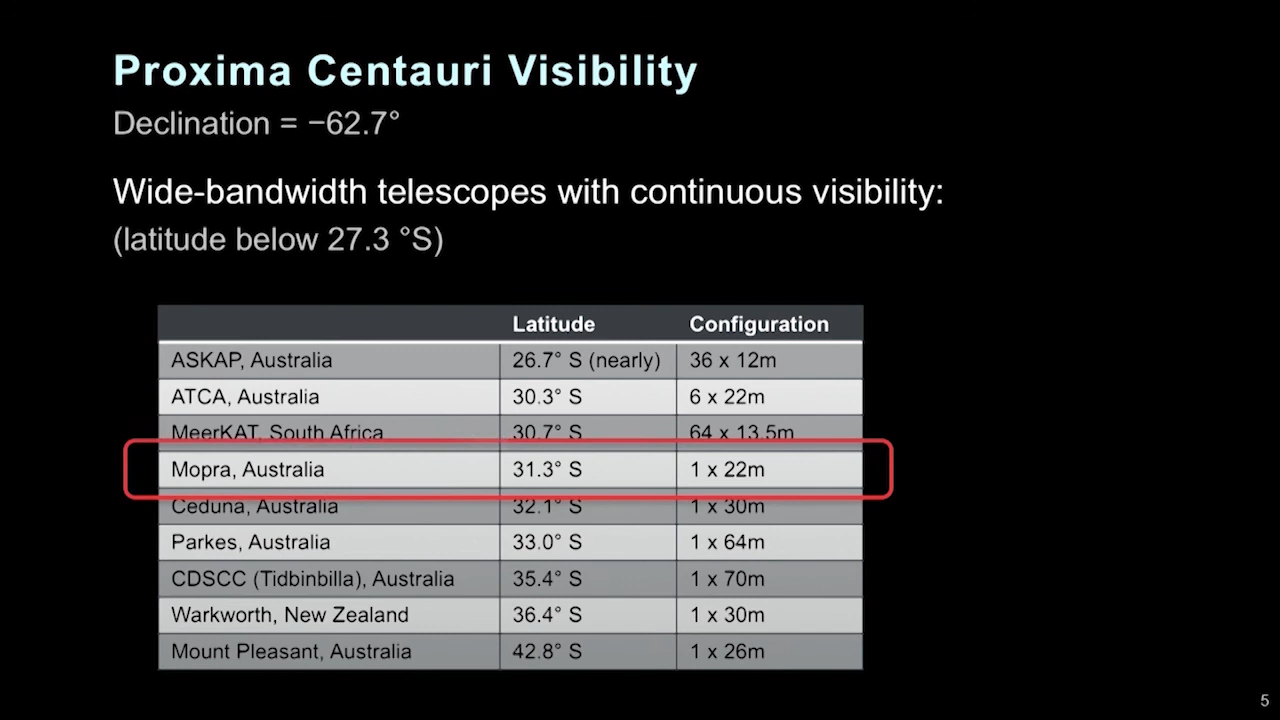 Proxima Centauri Visibility
Declination = −62.7°
Wide-bandwidth telescopes with continuous visibility:
(latitude below 27.3 °S)
Latitude Configuration
ASKAP, Australia 26.7° S (nearly) 36 x 12m
ATCA, Australia 30.3° S 6 x 22m
MeerKAT, South Africa 30.7° S 64 x 13.5m
Mopra, Australia 31.3° S 1 x 22m
Ceduna, Australia 32.1° S 1 x 30m
Parkes, Australia 33.0° S 1 x 64m
CDSCC (Tidbinbilla), Australia 35.4° S 1 x 70m
Warkworth, New Zealand 36.4° S 1 x 30m
Mount Pleasant, Australia 42.8° S 1 x 26m
5